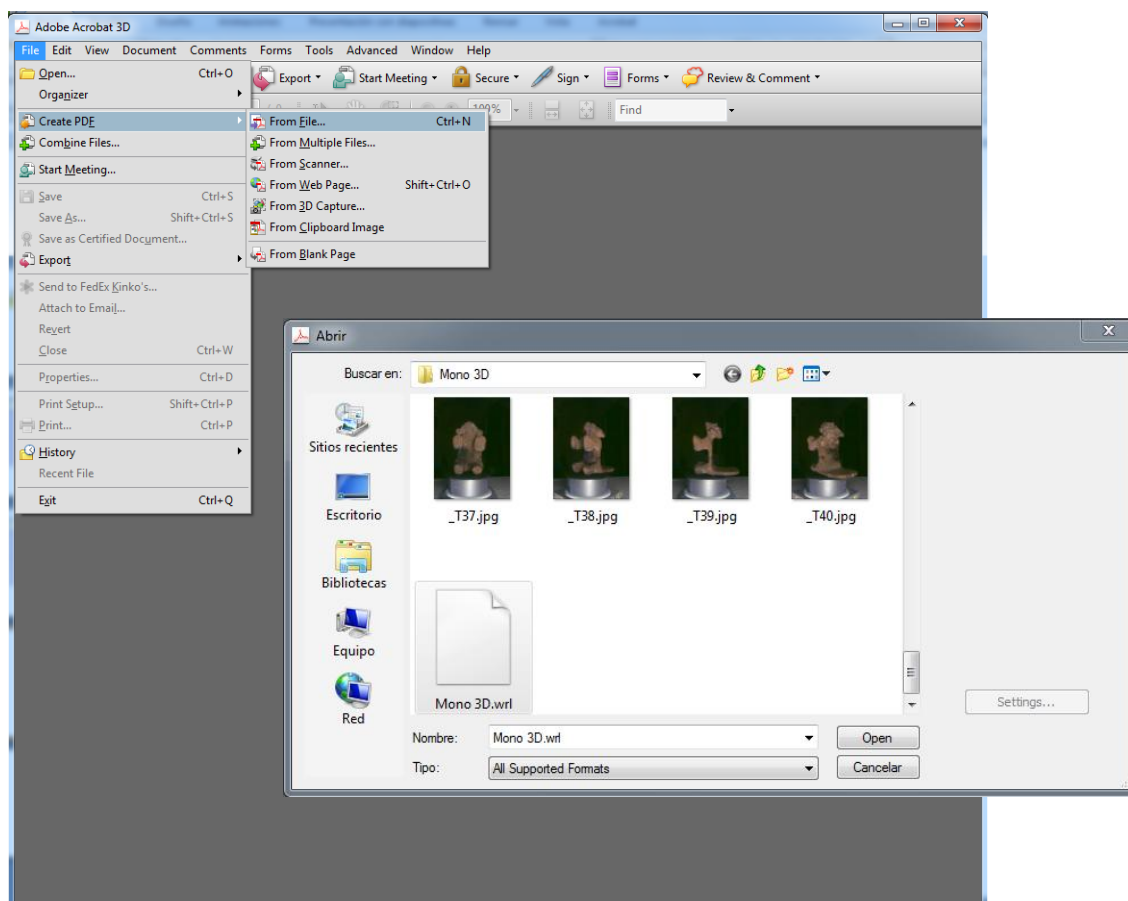 Adobe Acrobat 3D
File Edit View Document Comments Forms Tools Advanced Window Help
Open... Ctrl+O
Export Start Meeting Secure Sign Forms Review & Comment
Organizer
100% Find
Create PDF
From File... Ctrl+N
Combine Files...
From Multiple Files...
Start Meeting...
From Scanner...
Save Ctrl+S
From Web Page... Shift+Ctrl+O
Save As... Shift+Ctrl+S
From 3D Capture...
Save as Certified Document...
From Clipboard Image
Export
From Blank Page
Send to FedEx Kinko's...
Attach to Email...
Revert
Close Ctrl+W
Properties... Ctrl+D
Print Setup... Shift+Ctrl+P
Print... Ctrl+P
History
Recent File
Exit Ctrl+Q
Abrir
Buscar en: Mono 3D
Sitios recientes
Escritorio
Bibliotecas
Equipo
Red
_T37.jpg _T38.jpg _T39.jpg _T40.jpg
Mono 3D.wrl
Settings...
Nombre: Mono 3D.wrl Open
Tipo: All Supported Formats Cancelar